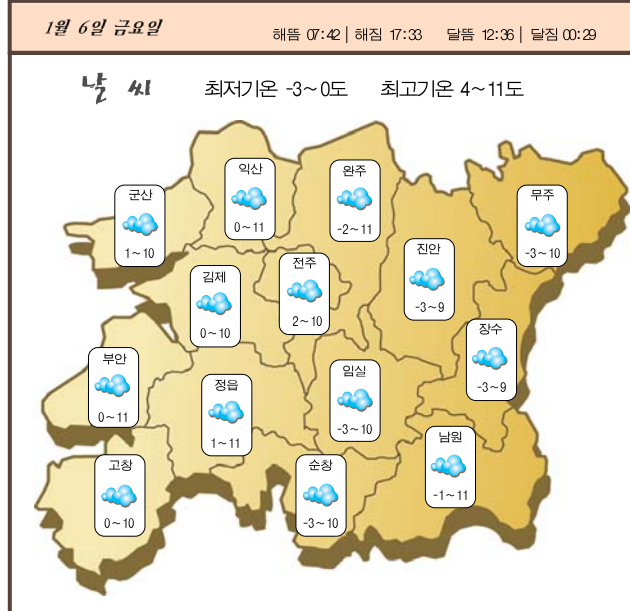 1월 6일 금요일
해뜸 07:42 | 해짐 17:33 달뜸 12:36 | 달짐 00:29
날 씨 최저기온 -3~0도 최고기온 4~11도
익산
0~11
완주
-2~11
군산
1~10
무주
-3~10
진안
-3~9
전주
2~10
김제
0~10
장수
-3~9
부안
0~11
임실
-3~10
정읍
1~11
남원
-1~11
고창
0~10
순창
-3~10